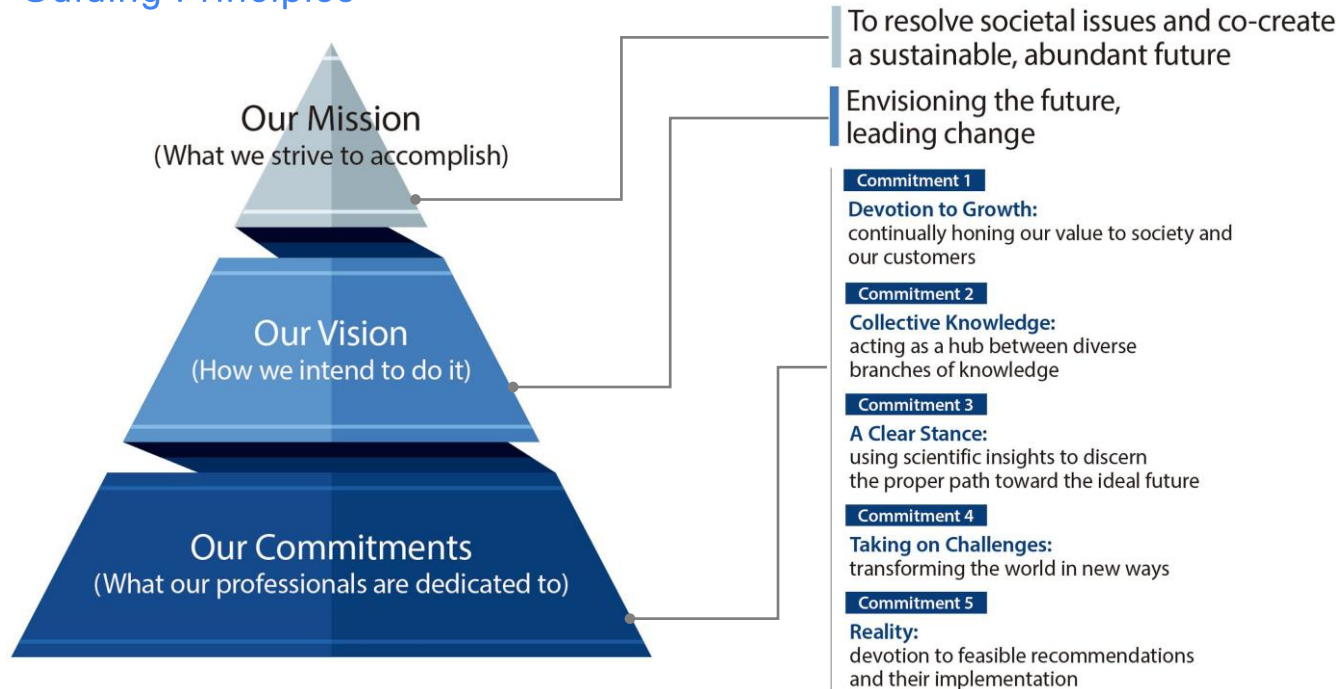 Guiding Principles
Our Mission
(What we strive to accomplish)
Our Vision
(How we intend to do it)
Our Commitments
(What our professionals are dedicated to)
To resolve societal issues and co-create
a sustainable, abundant future
Envisioning the future,
leading change
Commitment 1
Devotion to Growth:
continually honing our value to society and
our customers
Commitment 2
Collective Knowledge:
acting as a hub between diverse
branches of knowledge
Commitment 3
A Clear Stance:
using scientific insights to discern
the proper path toward the ideal future
Commitment 4
Taking on Challenges:
transforming the world in new ways
Commitment 5
Reality:
devotion to feasible recommendations
and their implementation